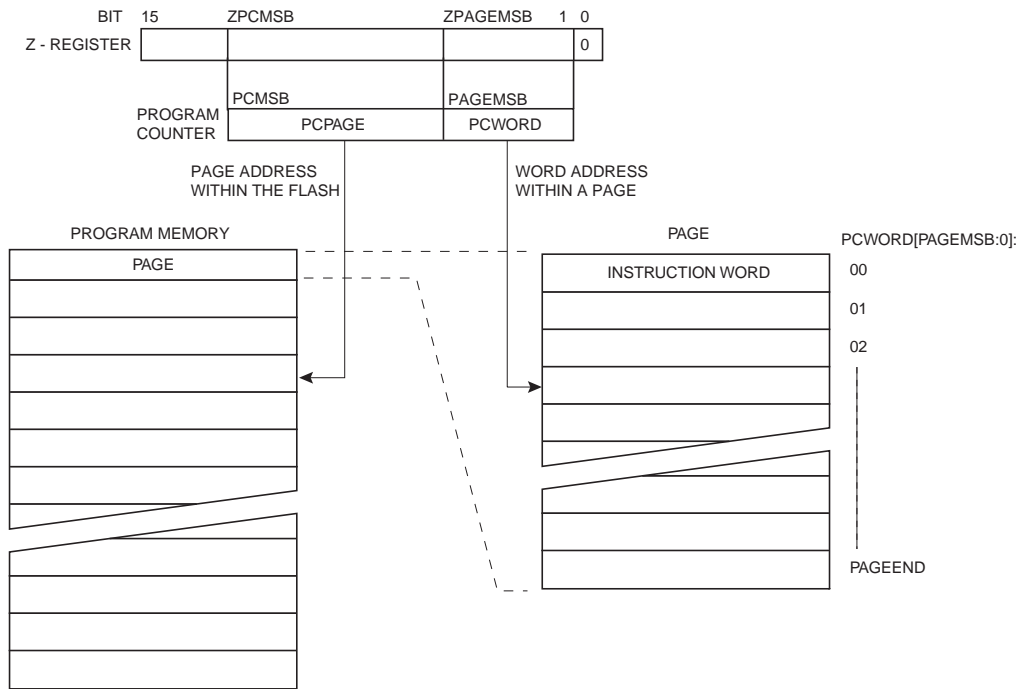 BIT 15 ZPCMSB ZPAGEMSB 1 0
Z - REGISTER 0
PCMSB PAGEMSB
PROGRAM
COUNTER
PCPAGE PCWORD
PAGE ADDRESS
WITHIN THE FLASH
WORD ADDRESS
WITHIN A PAGE
PROGRAM MEMORY
PAGE
PAGE
INSTRUCTION WORD
PCWORD[PAGEMSB:0]:
00
01
02
PAGEEND